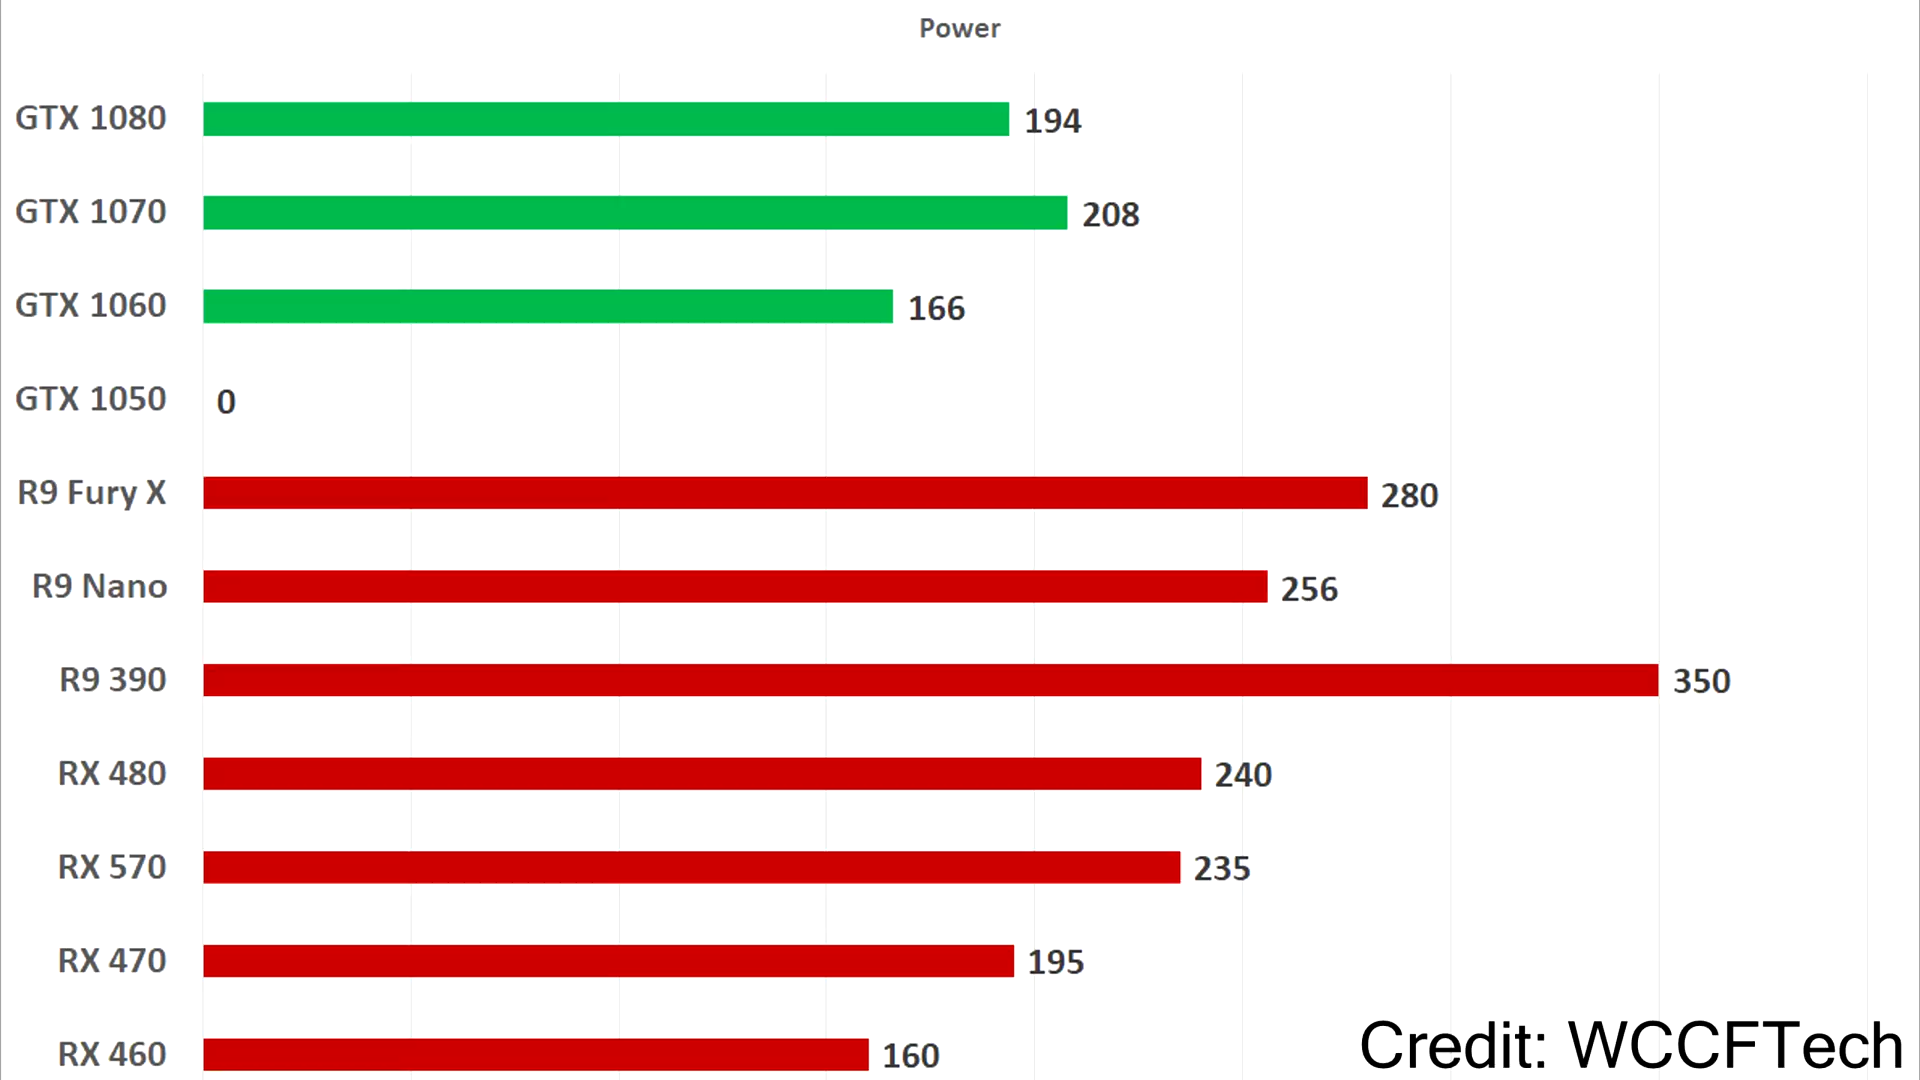 Power
GTX 1080 194
GTX 1070 208
GTX 1060 166
GTX 1050 0
R9 Fury X 280
R9 Nano 256
R9 390 350
RX 480 240
RX 570 235
RX 470 195
RX 460 160
Credit: WCCFTech